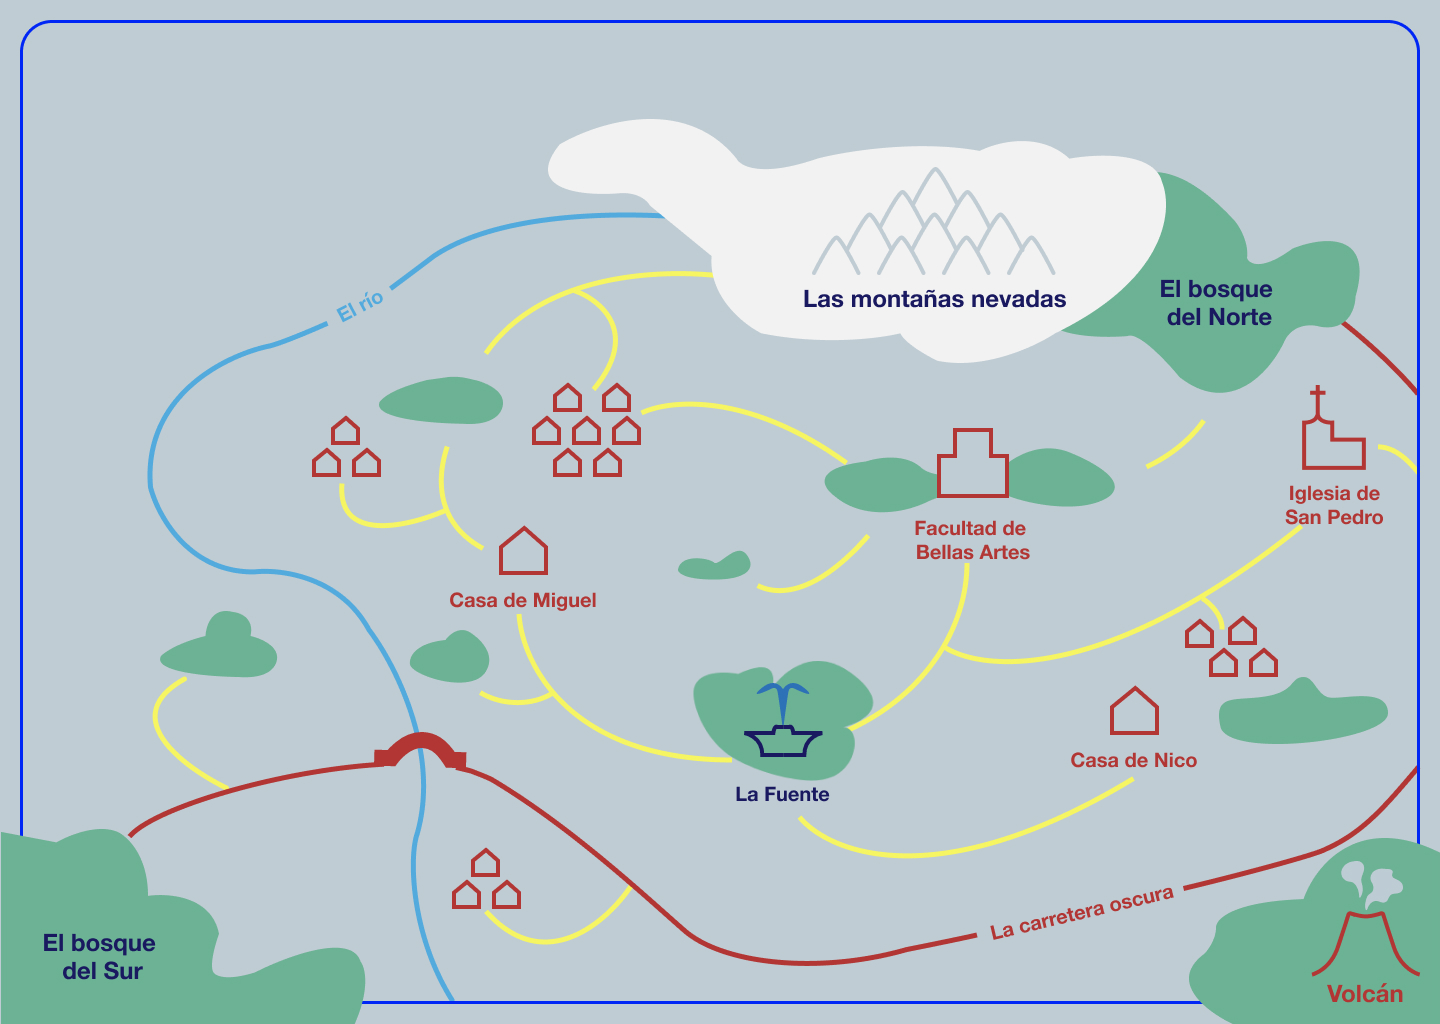 Las montañas nevadas
El bosque
del Norte
El río
Iglesia de
San Pedro
Facultad de
Bellas Artes
Casa de Miguel
Casa de Nico
La Fuente
La carretera oscura
El bosque
del Sur
Volcán